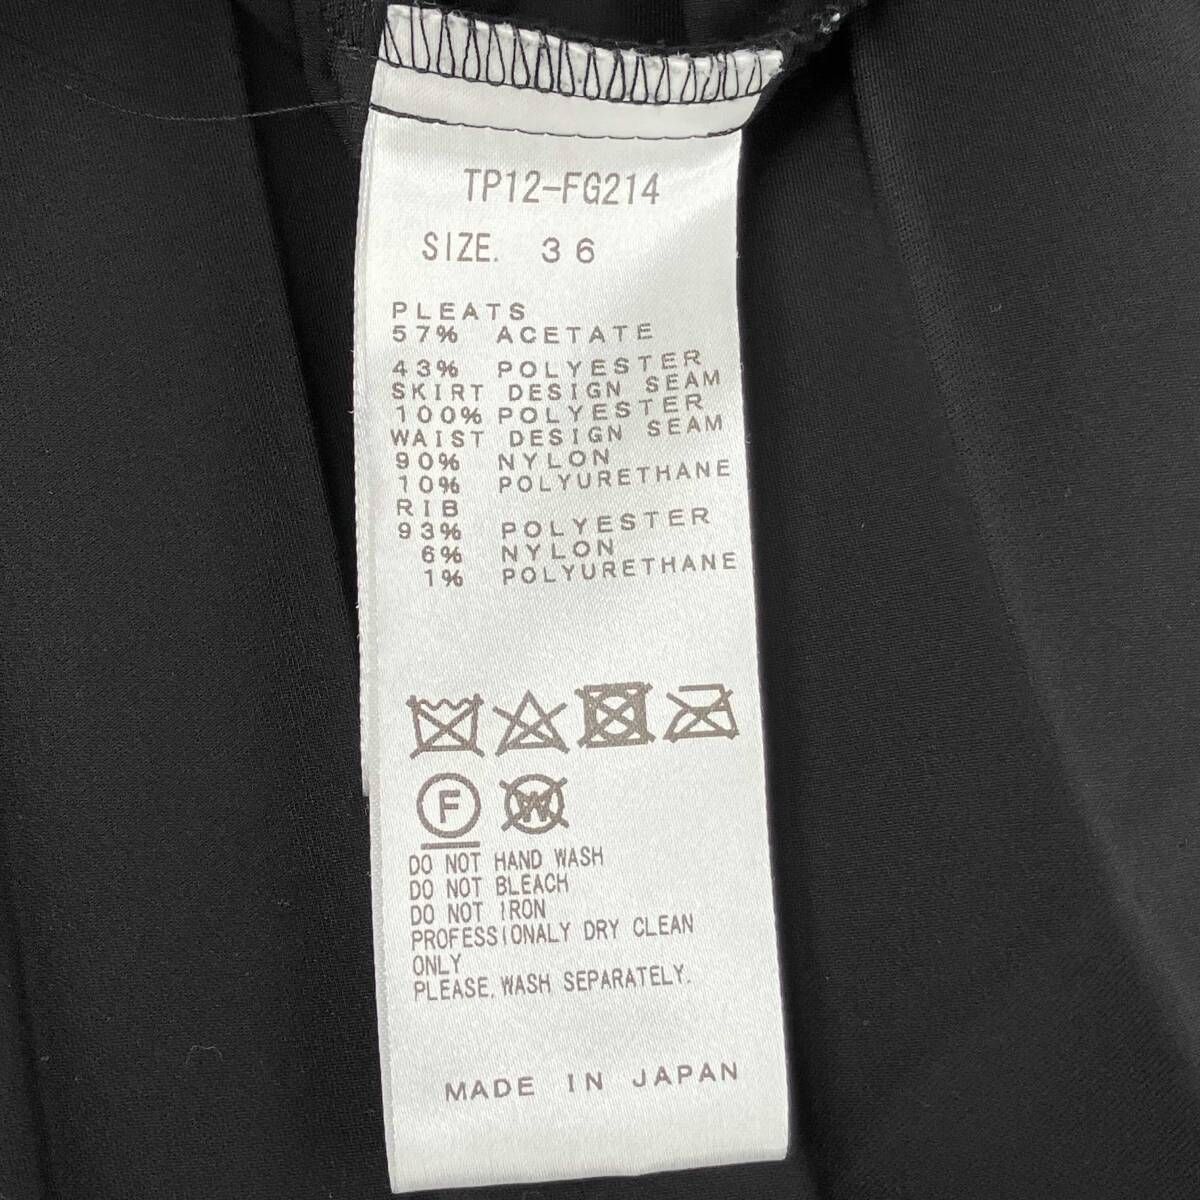 TP12-FG214
SIZE. 36
PLEATS
57% ACETATE
43% POLYESTER
SKIRT DESIGN SEAM
100% POLYESTER
WAIST DESIGN SEAM
90% NYLON
10% POLYURETHANE
RIB
93% POLYESTER
6% NYLON
1% POLYURETHANE
F W
DO NOT HAND WASH
DO NOT BLEACH
DO NOT IRON
PROFESSIONALY DRY CLEAN
ONLY
PLEASE, WASH SEPARATELY.
MADE IN JAPAN